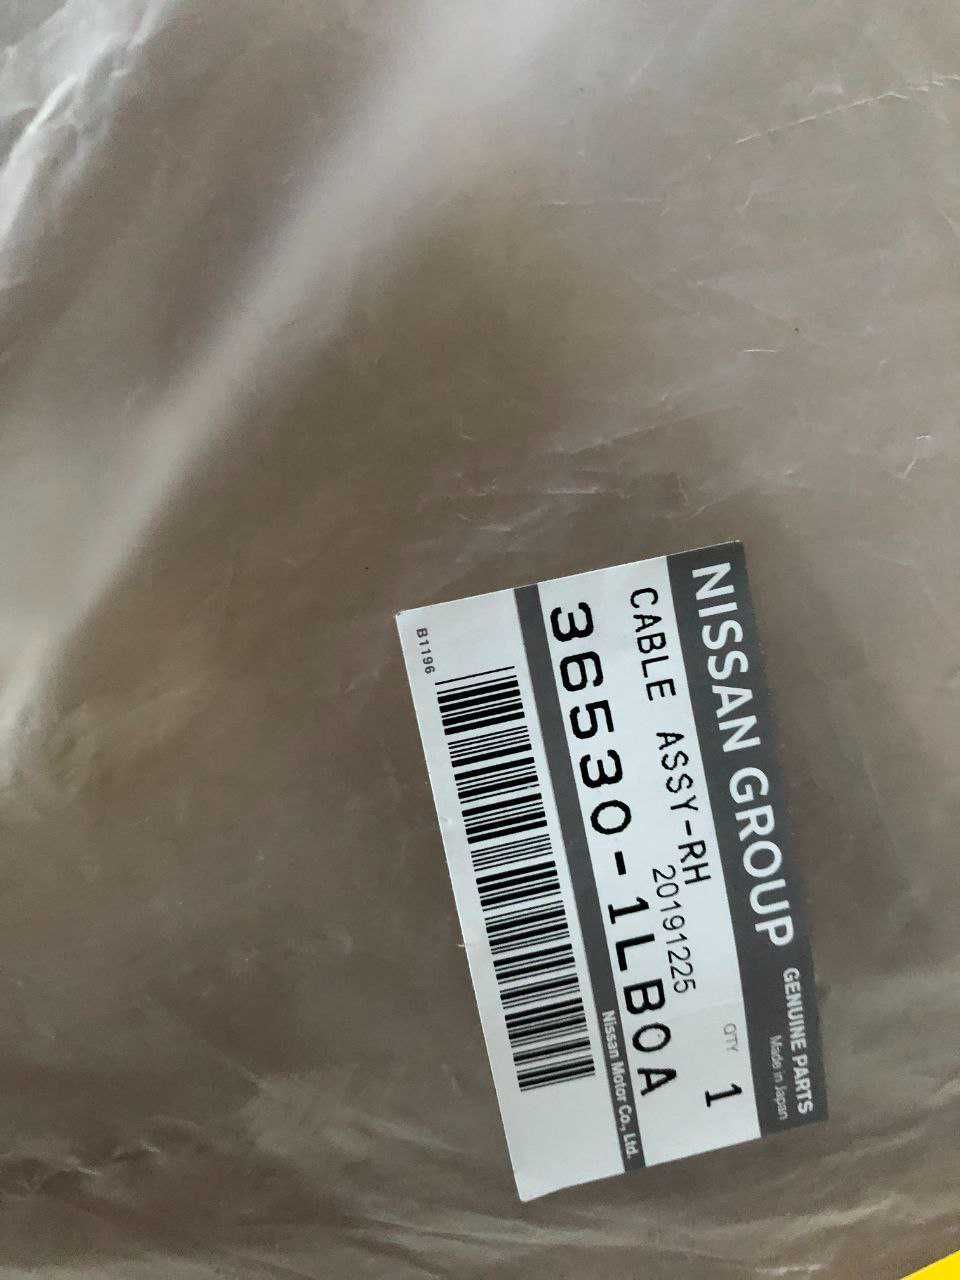 NISSAN GROUP GENUINE PARTS
Made in Japan
CABLE ASSY-RH
QTY 1
20191225
36530-1LB0A
Nissan Motor Co., Ltd.
B1196